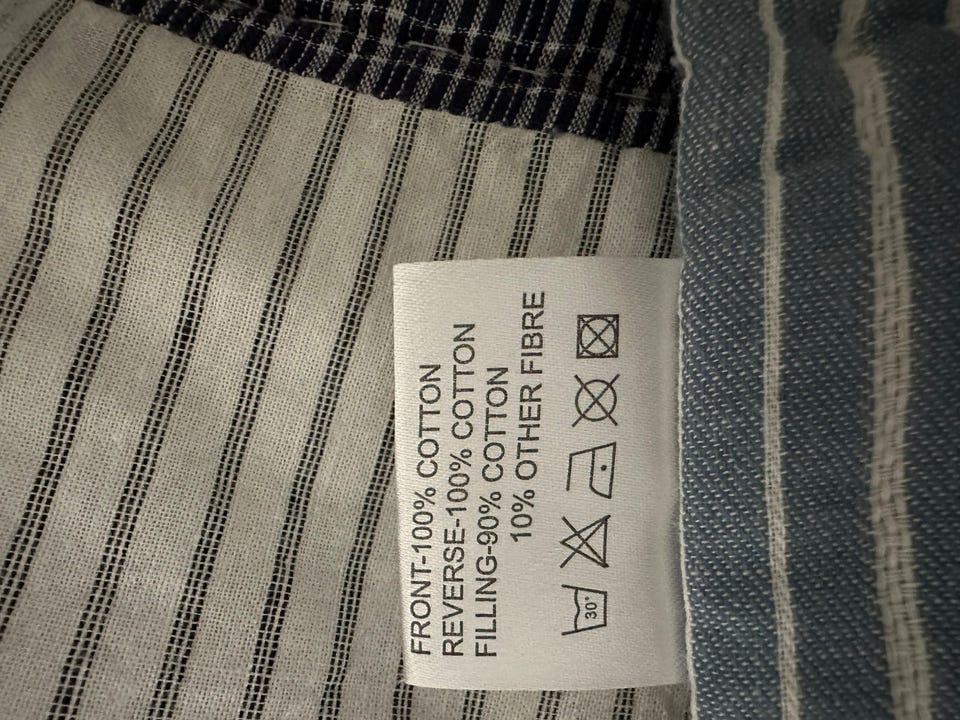 FRONT-100% COTTON
REVERSE-100% COTTON
FILLING-90% COTTON
10% OTHER FIBRE
30°